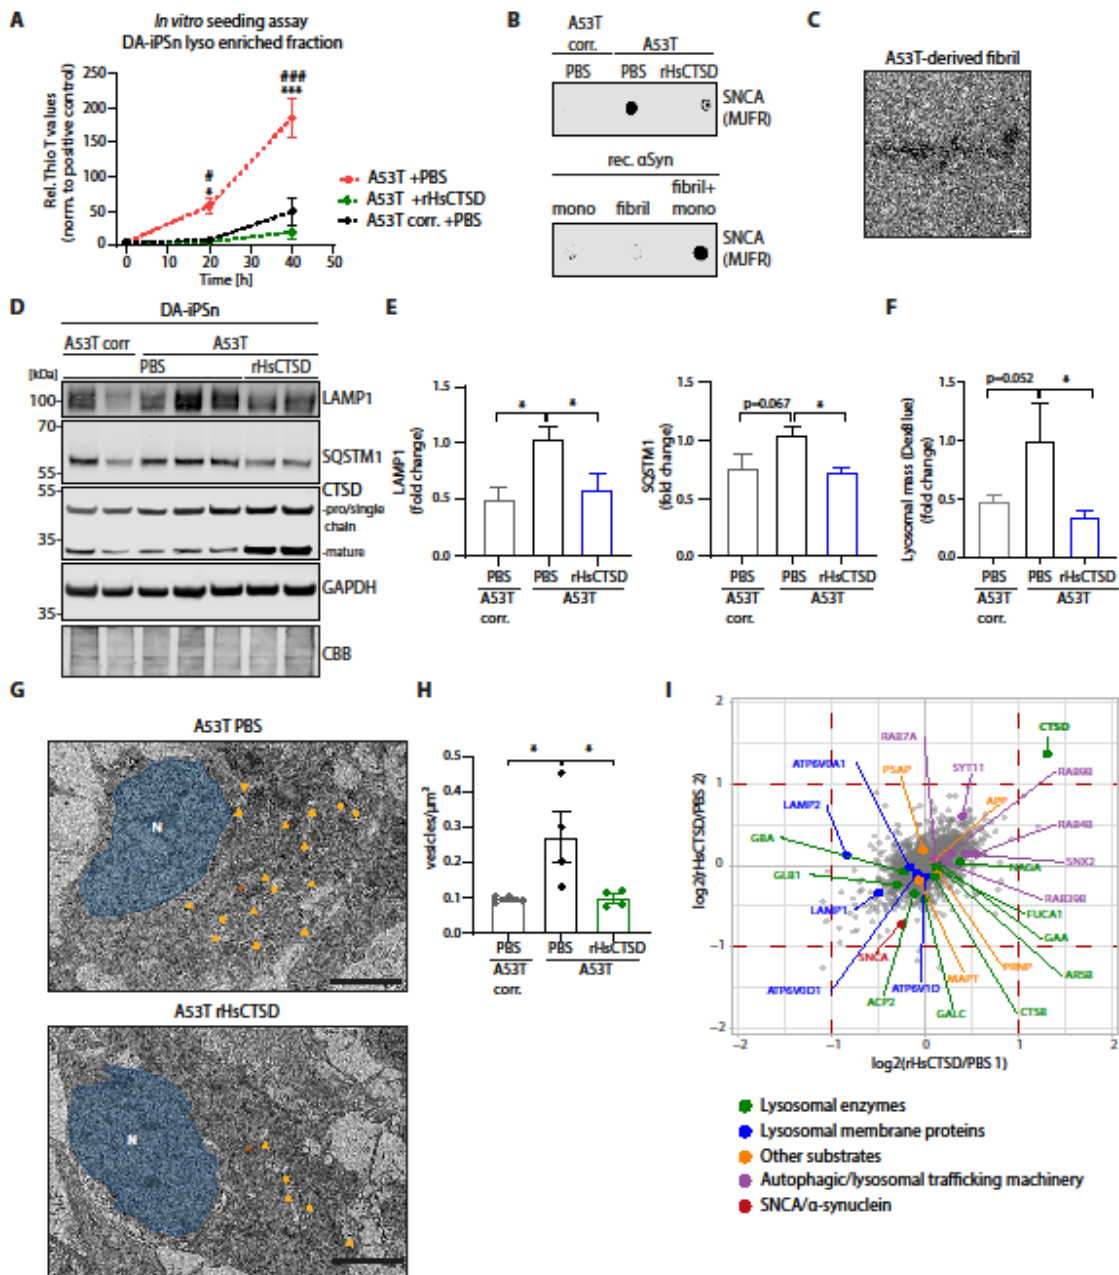 A
In vitro seeding assay
DA-iPSn lyso enriched fraction
Rel. Thio T values
(norm. to positive control)
250
200
150
100
50
0
0 10 20 30 40 50
Time [h]
#
*
###
***
A53T +PBS
A53T +rHsCTSD
A53T corr. +PBS
B
A53T
corr. A53T
PBS PBS rHsCTSD
SNCA
(MJFR)
rec. αSyn
fibril+
mono fibril mono
SNCA
(MJFR)
C
A53T-derived fibril
D
DA-iPSn
A53T corr A53T
PBS rHsCTSD
[kDa]
100
LAMP1
70
55
SQSTM1
55
35
CTSD
-pro/single
chain
-mature
GAPDH
35
CBB
E
LAMP1
(fold change)
1.5
1.0
0.5
0.0
* *
PBS PBS rHsCTSD
A53T A53T
corr.
SQSTM1
(fold change)
1.5
1.0
0.5
0.0
p=0.067 *
PBS PBS rHsCTSD
A53T A53T
corr.
F
Lyosomal mass (DexBlue)
(fold change)
1.5
1.0
0.5
0.0
p=0.052 *
PBS PBS rHsCTSD
A53T A53T
corr.
G
A53T PBS
N
A53T rHsCTSD
N
H
vesicles/μm²
0.5
0.4
0.3
0.2
0.1
0.0
* *
PBS PBS rHsCTSD
A53T A53T
corr.
I
log2(rHsCTSD/PBS 2)
2
1
0
−1
−2
−2 −1 0 1 2
log2(rHsCTSD/PBS 1)
RAB7A
CTSD
ATP6V0A1
PSAP
SYT11
RAB9B
LAMP2
APP
GBA
RAB4B
GLB1
NAGA
SNX2
LAMP1
RAB39B
FUCA1
SNCA
GAA
ATP6V0D1
ATP6V1D
MAPT
PRNP
ARSB
ACP2
GALC
CTSB
Lysosomal enzymes
Lysosomal membrane proteins
Other substrates
Autophagic/lysosomal trafficking machinery
SNCA/α-synuclein